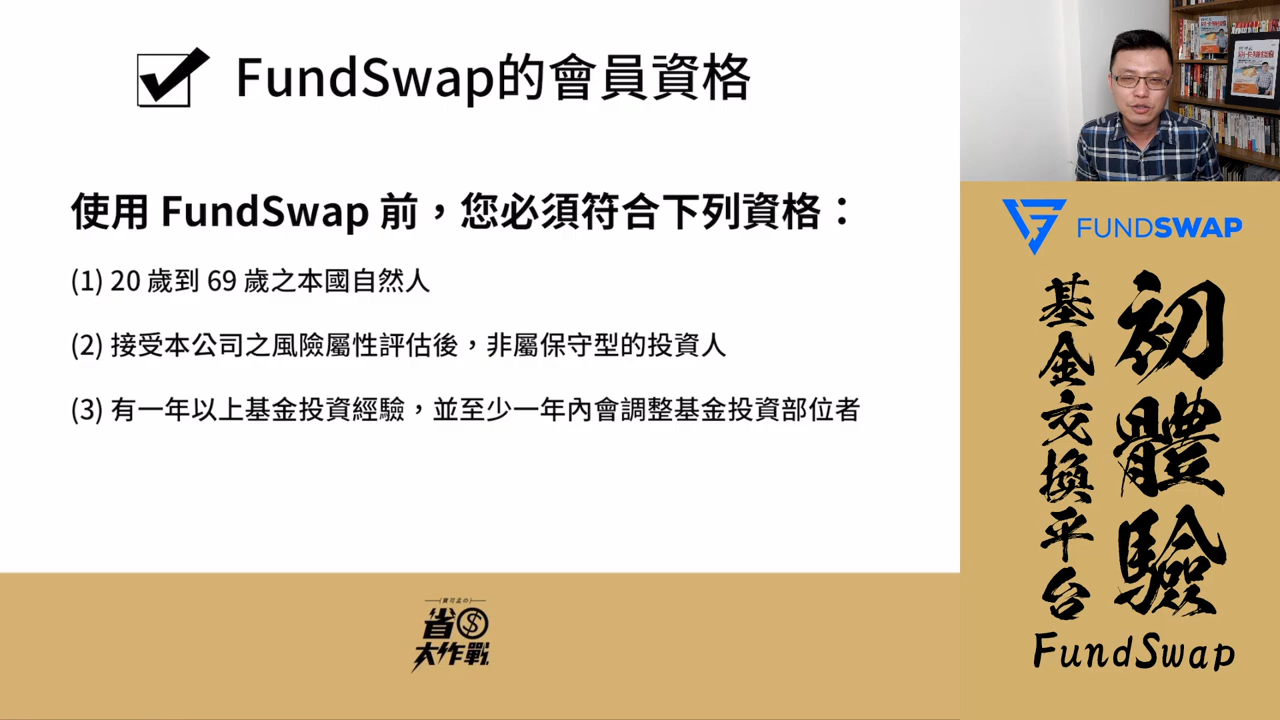 FundSwap的會員資格
使用 FundSwap 前，您必須符合下列資格：
(1) 20 歲到 69 歲之本國自然人
(2) 接受本公司之風險屬性評估後，非屬保守型的投資人
(3) 有一年以上基金投資經驗，並至少一年內會調整基金投資部位者
省$大作戰
FUNDSWAP
初體驗
基金交換平台
FundSwap